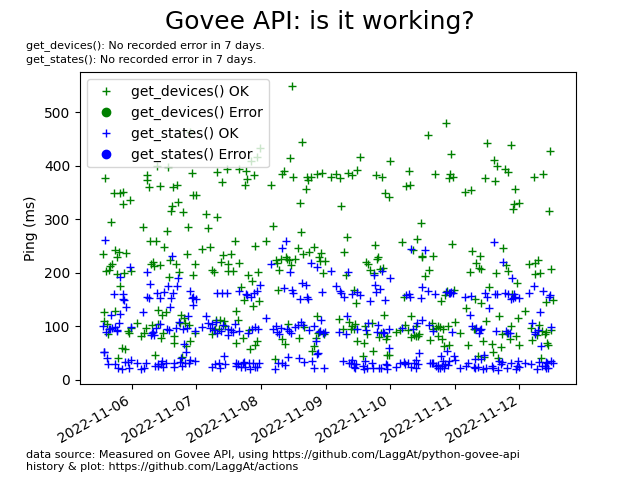 Govee API: is it working?
get_devices(): No recorded error in 7 days.
get_states(): No recorded error in 7 days.
get_devices() OK
get_devices() Error
get_states() OK
get_states() Error
Ping (ms)
500
400
300
200
100
0
2022-11-06
2022-11-07
2022-11-08
2022-11-09
2022-11-10
2022-11-11
2022-11-12
data source: Measured on Govee API, using https://github.com/LaggAt/python-govee-api
history & plot: https://github.com/LaggAt/actions